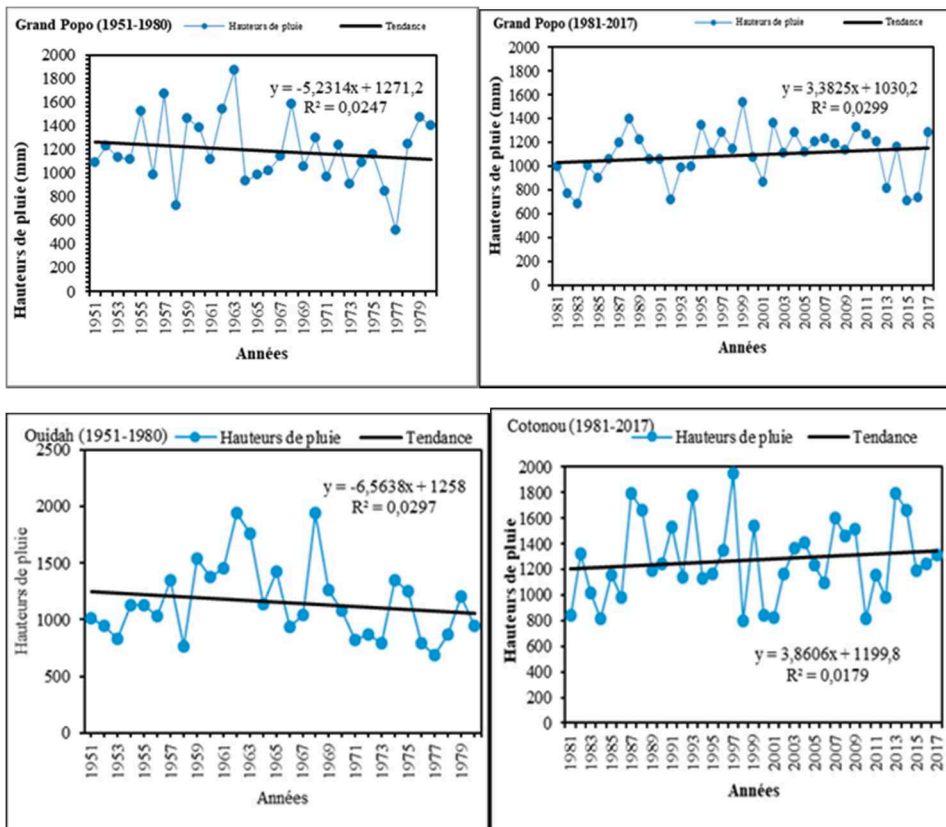 Grand Popo (1951-1980) Hauteurs de pluie Tendance
Hauteurs de pluie (mm)
2000
1800
1600
1400
1200
1000
800
600
400
200
0
y = -5,2314x + 1271,2
R² = 0,0247
1951 1953 1955 1957 1959 1961 1963 1965 1967 1969 1971 1973 1975 1977 1979
Années
Grand Popo (1981-2017) Hauteurs de pluie Tendance
Hauteurs de pluie (mm)
2000
1800
1600
1400
1200
1000
800
600
400
200
0
y = 3,3825x + 1030,2
R² = 0,0299
1981 1983 1985 1987 1989 1991 1993 1995 1997 1999 2001 2003 2005 2007 2009 2011 2013 2015 2017
Années
Ouidah (1951-1980) Hauteurs de pluie Tendance
Hauteurs de pluie
2500
2000
1500
1000
500
0
y = -6,5638x + 1258
R² = 0,0297
1951 1953 1955 1957 1959 1961 1963 1965 1967 1969 1971 1973 1975 1977 1979
Années
Cotonou (1981-2017)
Hauteurs de pluie Tendance
Hauteurs de pluie
2000
1800
1600
1400
1200
1000
800
600
400
200
0
y = 3,8606x + 1199,8
R² = 0,0179
1981 1983 1985 1987 1989 1991 1993 1995 1997 1999 2001 2003 2005 2007 2009 2011 2013 2015 2017
Années